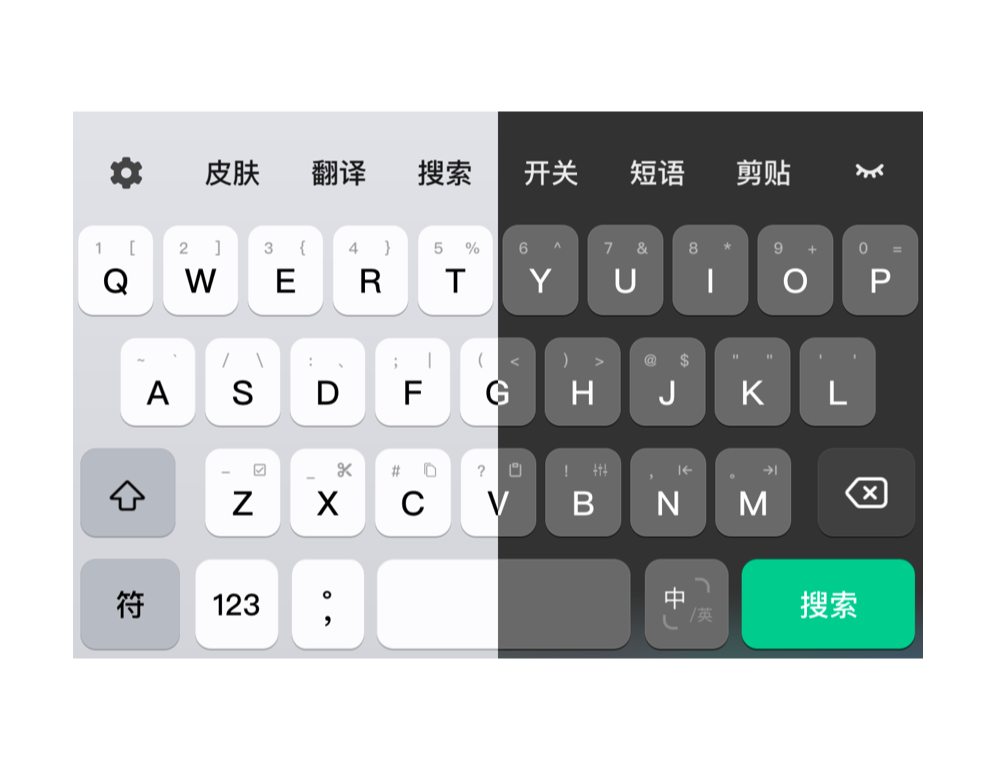 皮肤 翻译 搜索 开关 短语 剪贴
1 [ 2 ] 3 { 4 } 5 % 6 ^ 7 & 8 * 9 + 0 =
Q W E R T Y U I O P
~ ` / \ : 、 ; | ( < ) > @ $ " " ' '
A S D F G H J K L
– _ # ? ! , 。
Z X C V B N M
符 123 。, 中/英 搜索